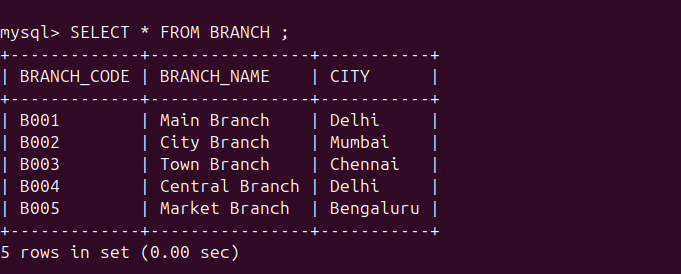 mysql> SELECT * FROM BRANCH ;
+-------------+----------------+-----------+
| BRANCH_CODE | BRANCH_NAME    | CITY      |
+-------------+----------------+-----------+
| B001        | Main Branch    | Delhi     |
| B002        | City Branch    | Mumbai    |
| B003        | Town Branch    | Chennai   |
| B004        | Central Branch | Delhi     |
| B005        | Market Branch  | Bengaluru |
+-------------+----------------+-----------+
5 rows in set (0.00 sec)